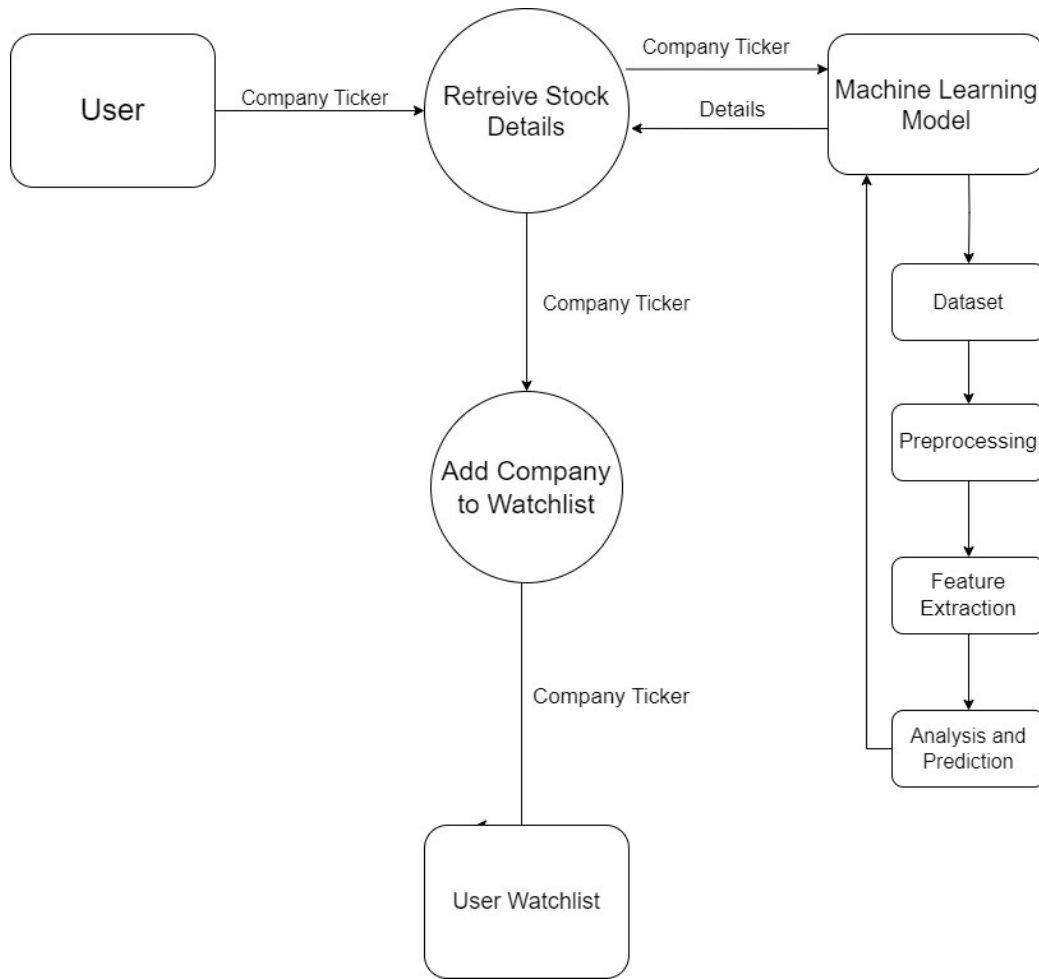 User
Company Ticker
Retreive Stock
Details
Company Ticker
Details
Machine Learning
Model
Company Ticker
Dataset
Preprocessing
Add Company
to Watchlist
Feature
Extraction
Company Ticker
Analysis and
Prediction
User Watchlist